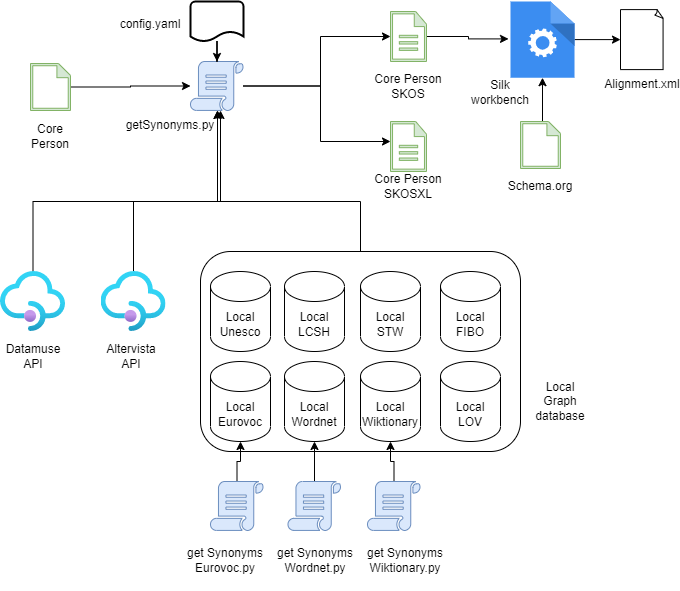 config.yaml
Core
Person
getSynonyms.py
Core Person
SKOS
Silk
workbench
Alignment.xml
Core Person
SKOSXL
Schema.org
Datamuse
API
Altervista
API
Local
Unesco
Local
LCSH
Local
STW
Local
FIBO
Local
Eurovoc
Local
Wordnet
Local
Wiktionary
Local
LOV
Local
Graph
database
get Synonyms
Eurovoc.py
get Synonyms
Wordnet.py
get Synonyms
Wiktionary.py